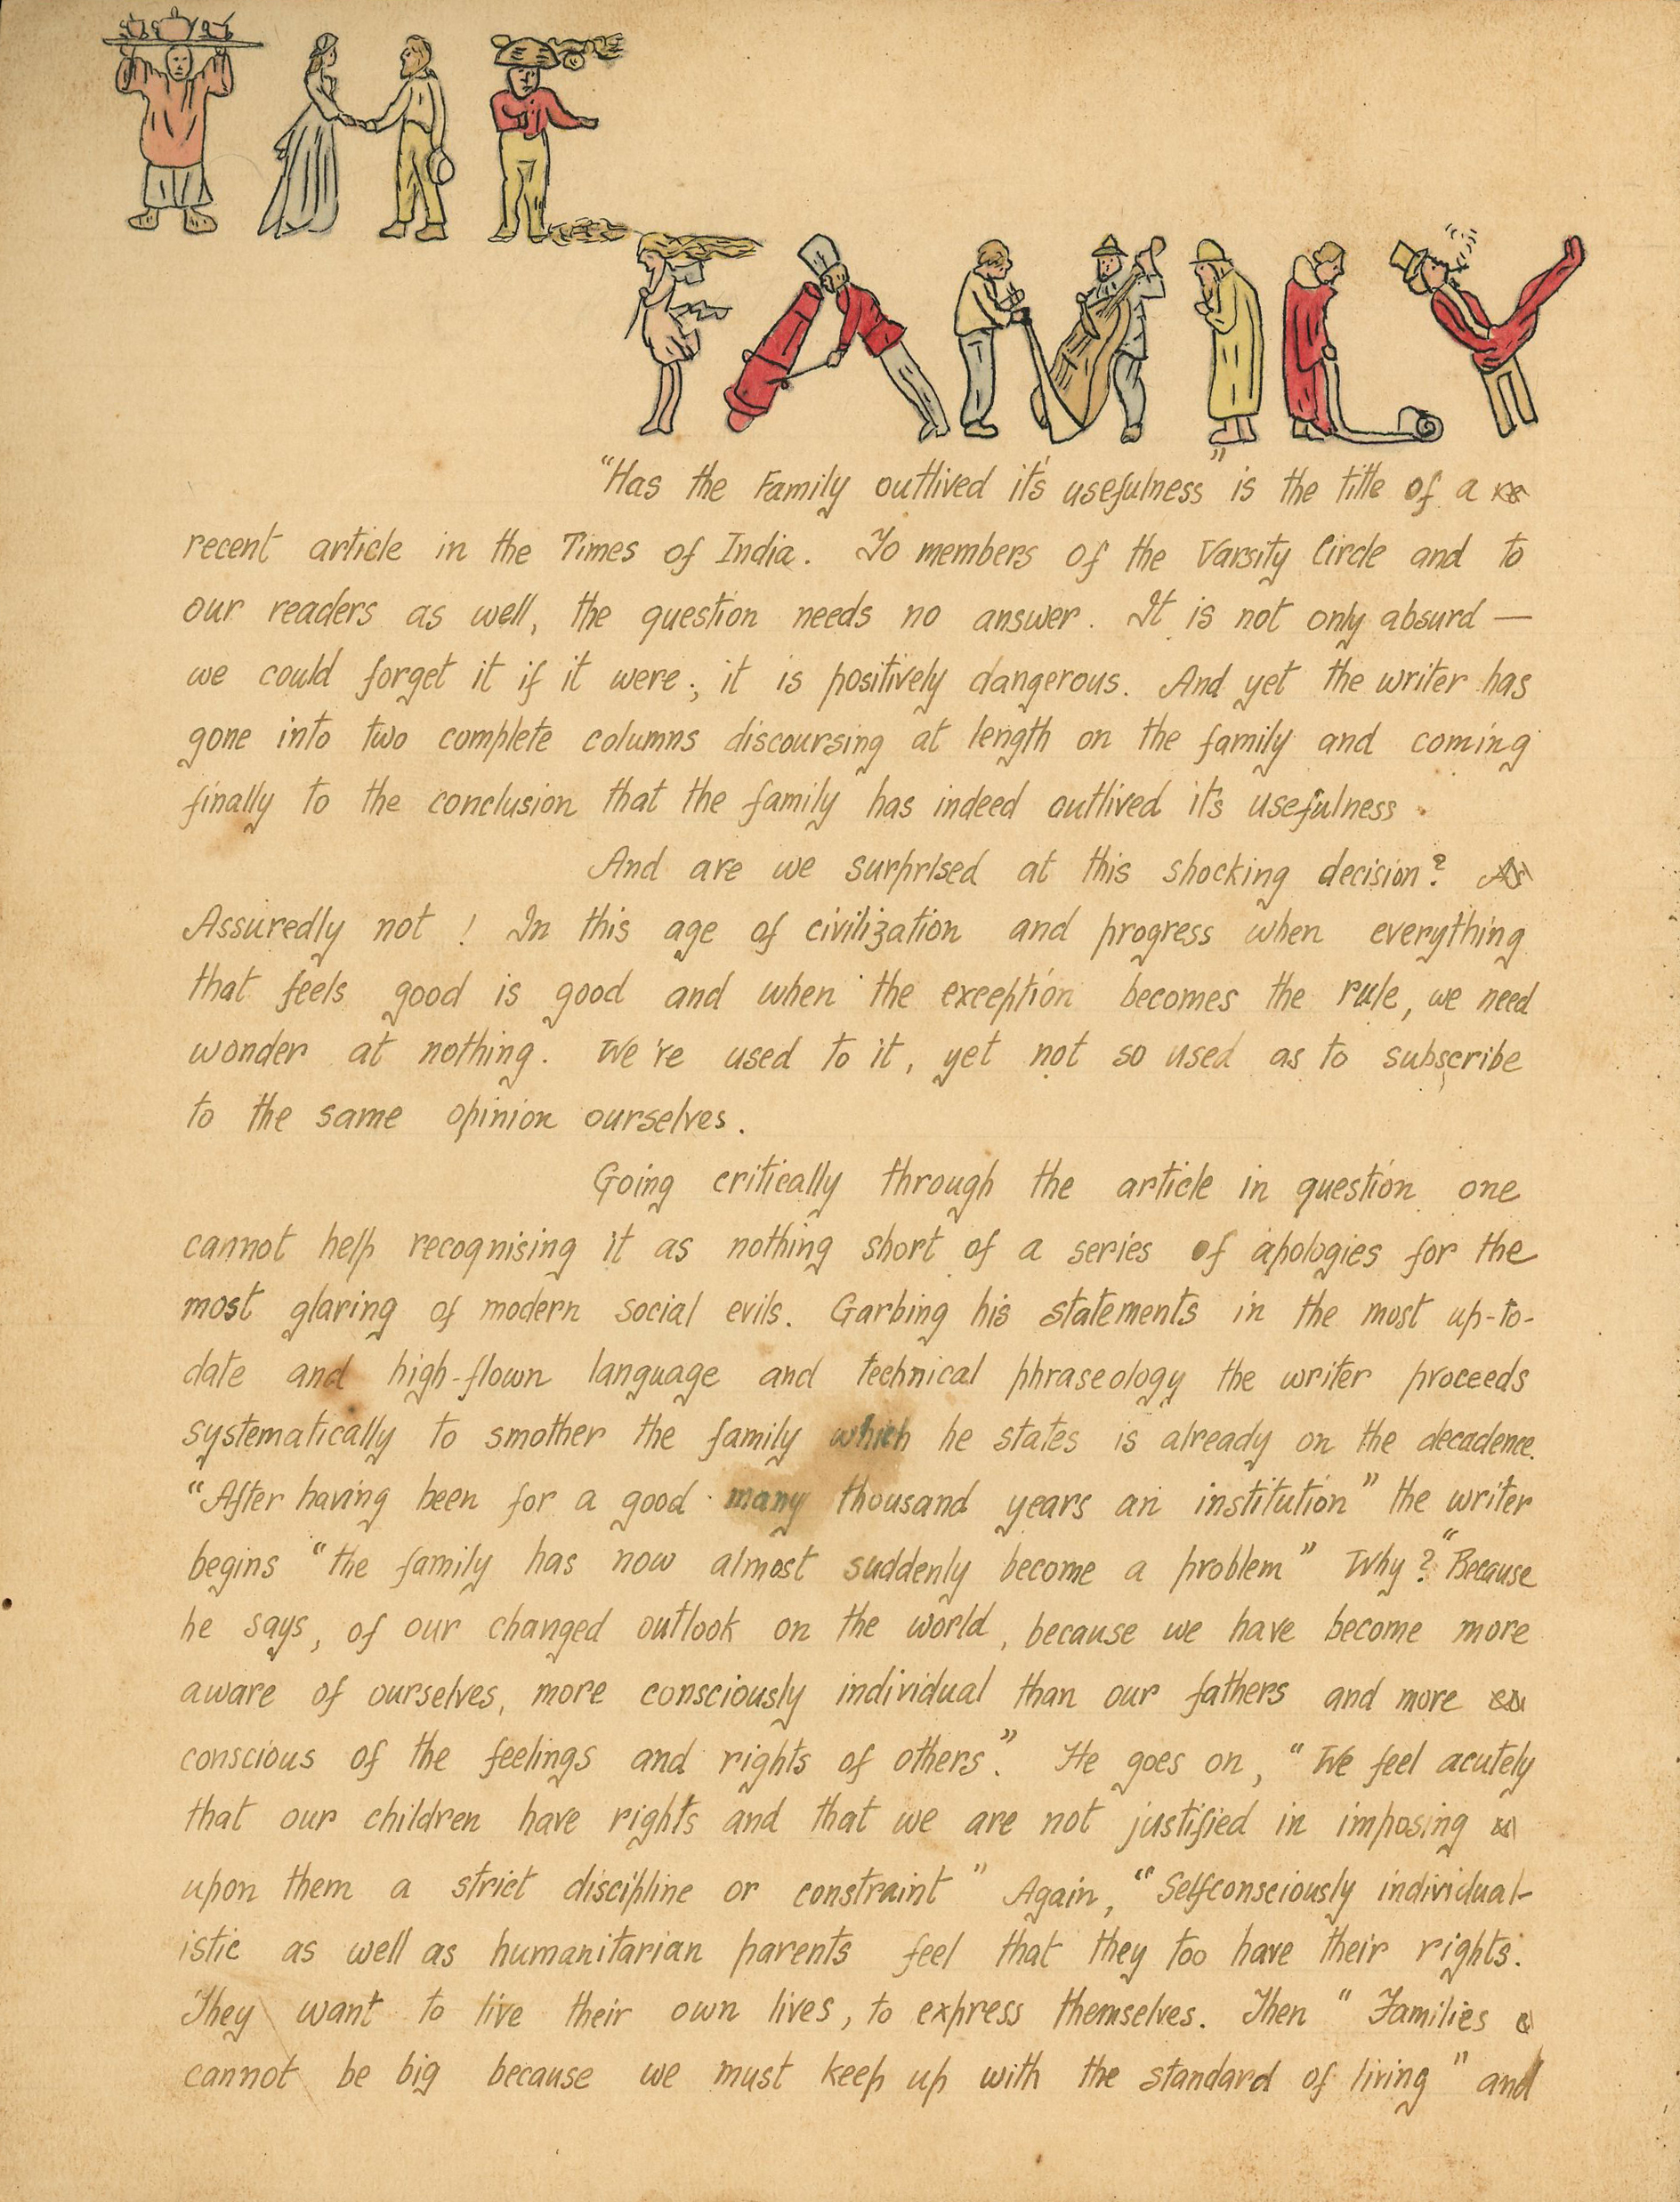 THE
FAMILY
"Has the Family outlived it's usefulness" is the title of a
recent article in the Times of India. To members of the Varsity Circle and to
our readers as well, the question needs no answer. It is not only absurd —
we could forget it if it were; it is positively dangerous. And yet the writer has
gone into two complete columns discoursing at length on the family and coming
finally to the conclusion that the family has indeed outlived it's usefulness.
And are we surprised at this shocking decision?
Assuredly not! In this age of civilization and progress when everything
that feels good is good and when the exception becomes the rule, we need
wonder at nothing. We're used to it, yet not so used as to subscribe
to the same opinion ourselves.
Going critically through the article in question one
cannot help recognising it as nothing short of a series of apologies for the
most glaring of modern social evils. Garbing his statements in the most up-to-
date and high-flown language and technical phraseology the writer proceeds
systematically to smother the family which he states is already on the decadence.
"After having been for a good many thousand years an institution" the writer
begins "the family has now almost suddenly become a problem" Why? "Because
he says, of our changed outlook on the world, because we have become more
aware of ourselves, more consciously individual than our fathers and more
conscious of the feelings and rights of others". He goes on, "We feel acutely
that our children have rights and that we are not justified in imposing
upon them a strict discipline or constraint" Again, "Selfconsciously individual-
istic as well as humanitarian parents feel that they too have their rights.
They want to live their own lives, to express themselves. Then "Families
cannot be big because we must keep up with the standard of living" and